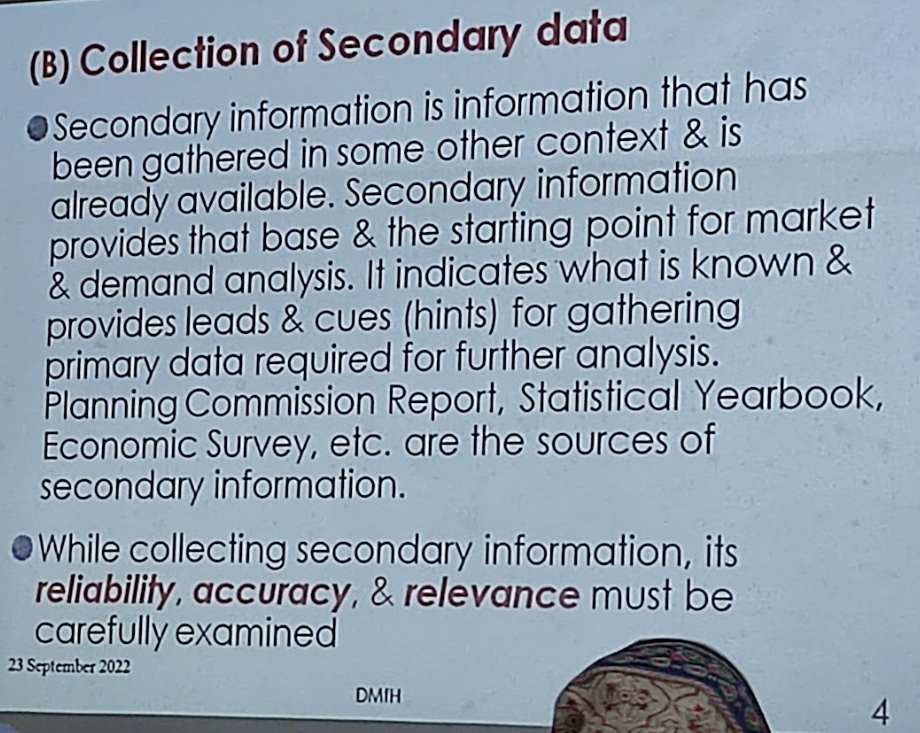 (B) Collection of Secondary data
Secondary information is information that has
been gathered in some other context & is
already available. Secondary information
provides that base & the starting point for market
& demand analysis. It indicates what is known &
provides leads & cues (hints) for gathering
primary data required for further analysis.
Planning Commission Report, Statistical Yearbook,
Economic Survey, etc. are the sources of
secondary information.
While collecting secondary information, its
reliability, accuracy, & relevance must be
carefully examined
23 September 2022
DMIH
4